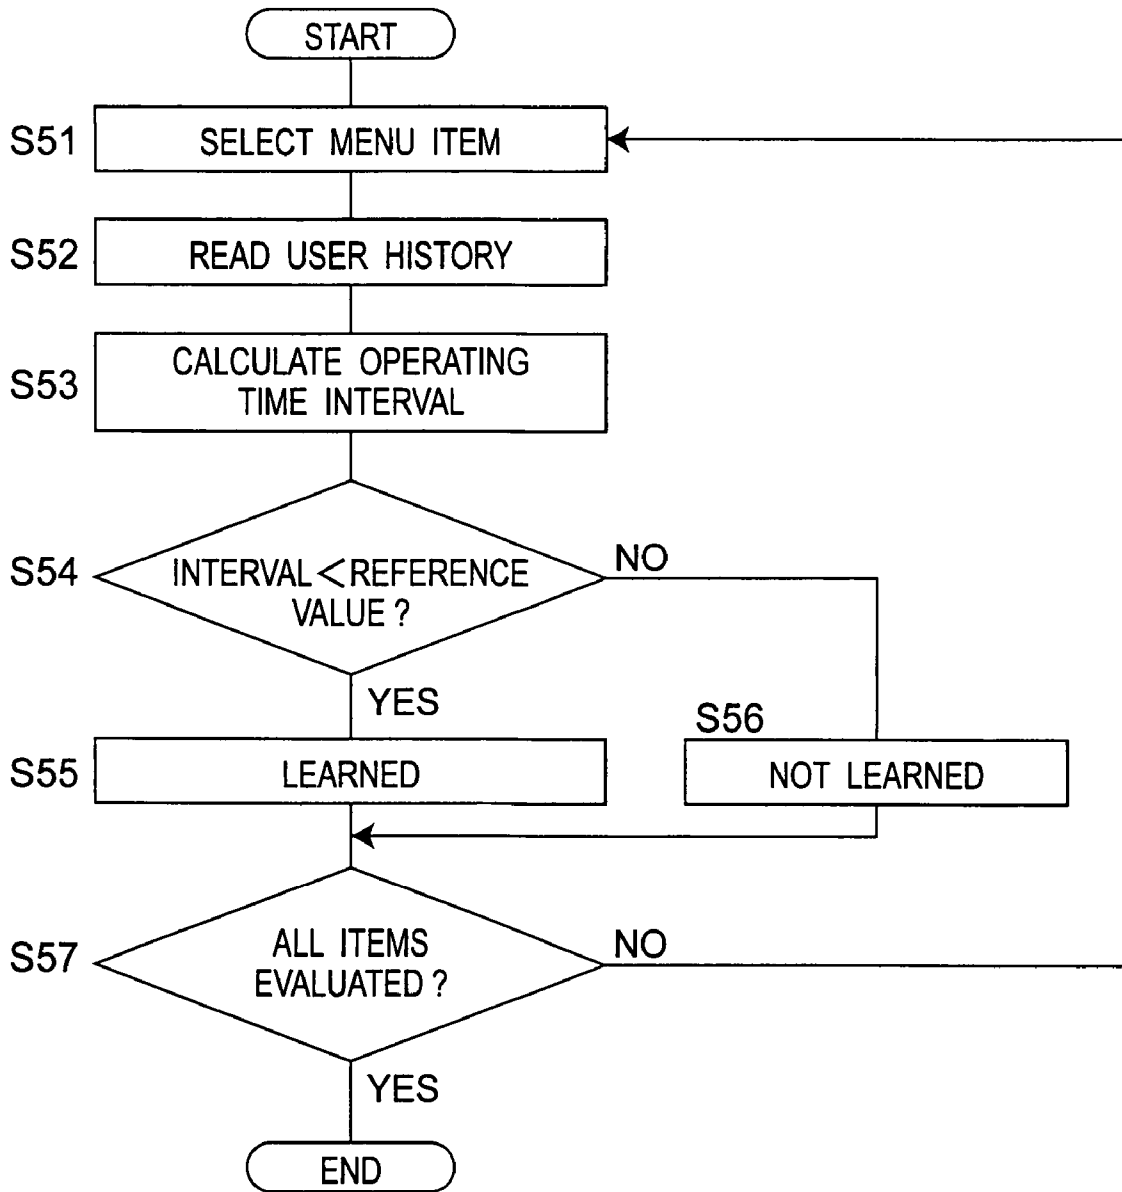 START
S51
SELECT MENU ITEM
S52
READ USER HISTORY
S53
CALCULATE OPERATING
TIME INTERVAL
S54
INTERVAL<REFERENCE
VALUE?
NO
YES
S56
S55
LEARNED
NOT LEARNED
S57
ALL ITEMS
EVALUATED?
NO
YES
END